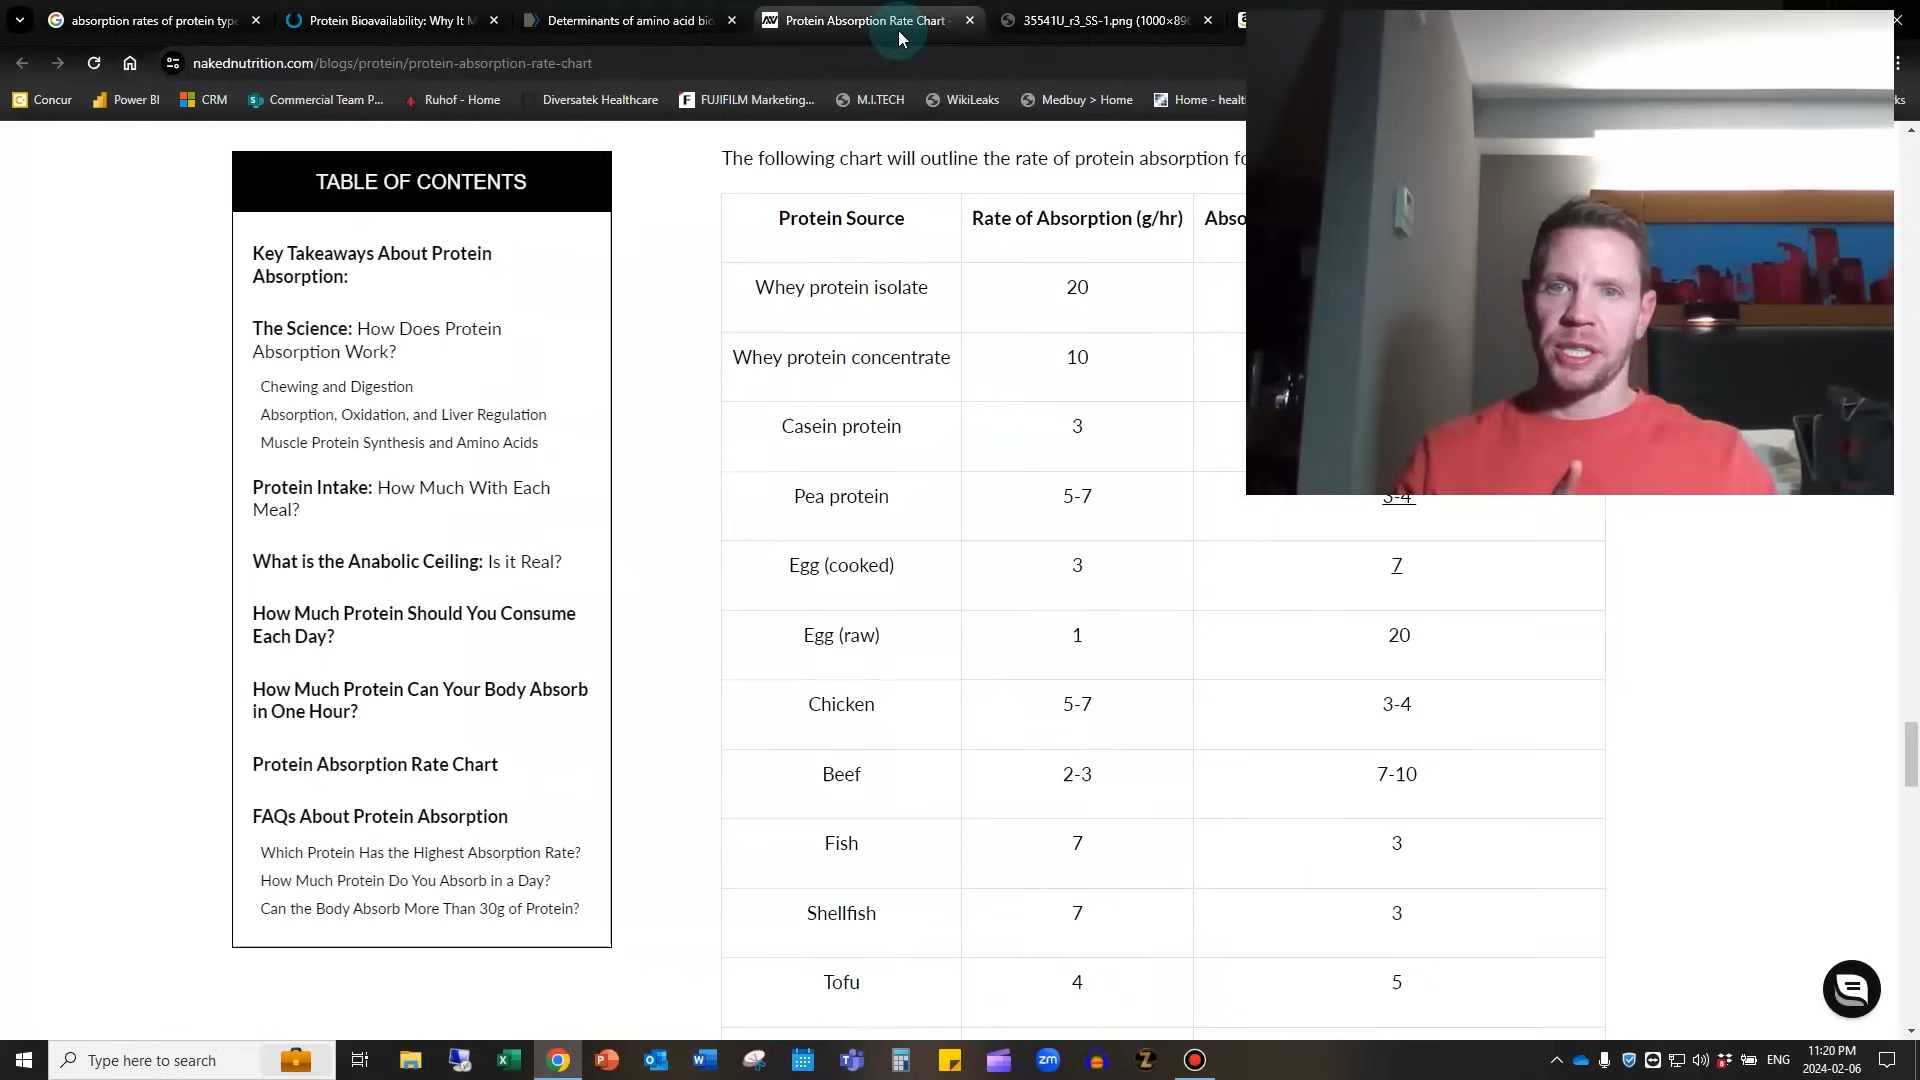 absorption rates of protein type
Protein Bioavailability: Why It M
Determinants of amino acid bio
Protein Absorption Rate Chart -
35541U_r3_SS-1.png (1000×89
nakednutrition.com/blogs/protein/protein-absorption-rate-chart
Concur
Power BI
CRM
Commercial Team P...
Ruhof - Home
Diversatek Healthcare
FUJIFILM Marketing...
M.I.TECH
WikiLeaks
Medbuy > Home
Home - healt
ks
TABLE OF CONTENTS
Key Takeaways About Protein
Absorption:
The Science: How Does Protein
Absorption Work?
Chewing and Digestion
Absorption, Oxidation, and Liver Regulation
Muscle Protein Synthesis and Amino Acids
Protein Intake: How Much With Each
Meal?
What is the Anabolic Ceiling: Is it Real?
How Much Protein Should You Consume
Each Day?
How Much Protein Can Your Body Absorb
in One Hour?
Protein Absorption Rate Chart
FAQs About Protein Absorption
Which Protein Has the Highest Absorption Rate?
How Much Protein Do You Absorb in a Day?
Can the Body Absorb More Than 30g of Protein?
The following chart will outline the rate of protein absorption fo
Protein Source Rate of Absorption (g/hr) Abso
Whey protein isolate 20
Whey protein concentrate 10
Casein protein 3
Pea protein 5-7 3-4
Egg (cooked) 3 7
Egg (raw) 1 20
Chicken 5-7 3-4
Beef 2-3 7-10
Fish 7 3
Shellfish 7 3
Tofu 4 5
Type here to search
ENG
11:20 PM
2024-02-06